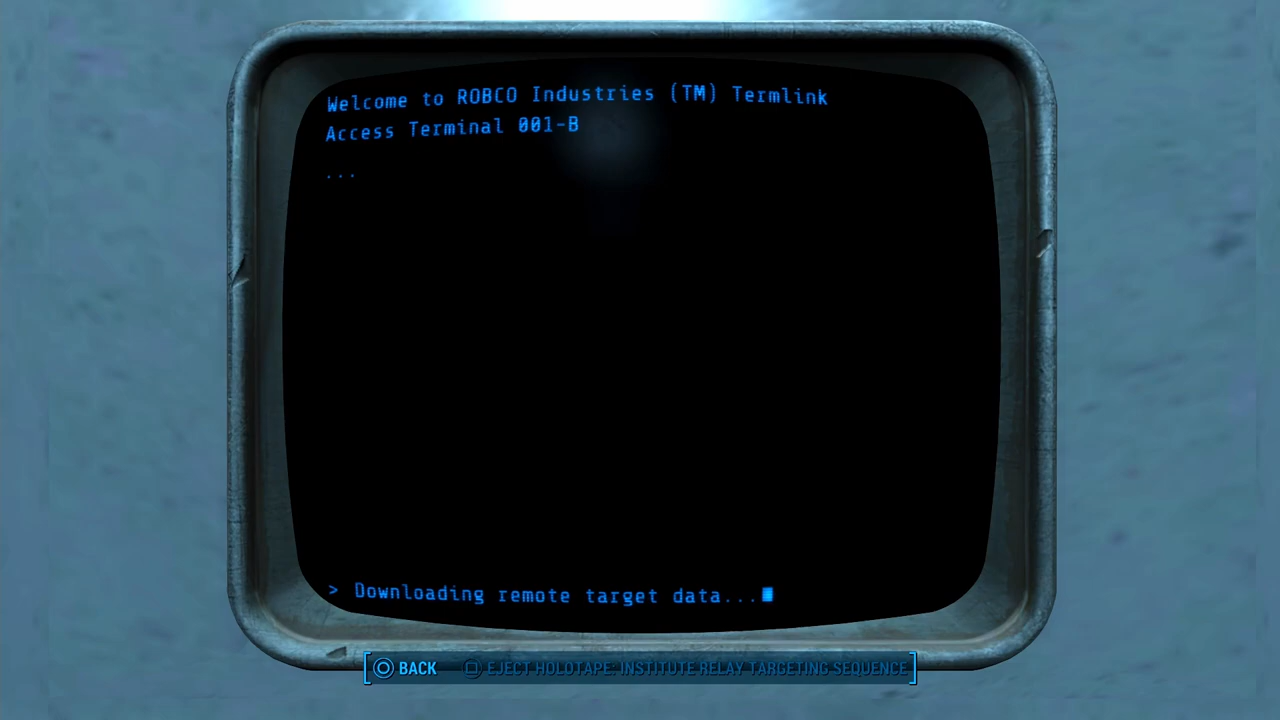 Welcome to ROBCO Industries (TM) Termlink
Access Terminal 001-B
...
> Downloading remote target data...
BACK EJECT HOLOTAPE: INSTITUTE RELAY TARGETING SEQUENCE